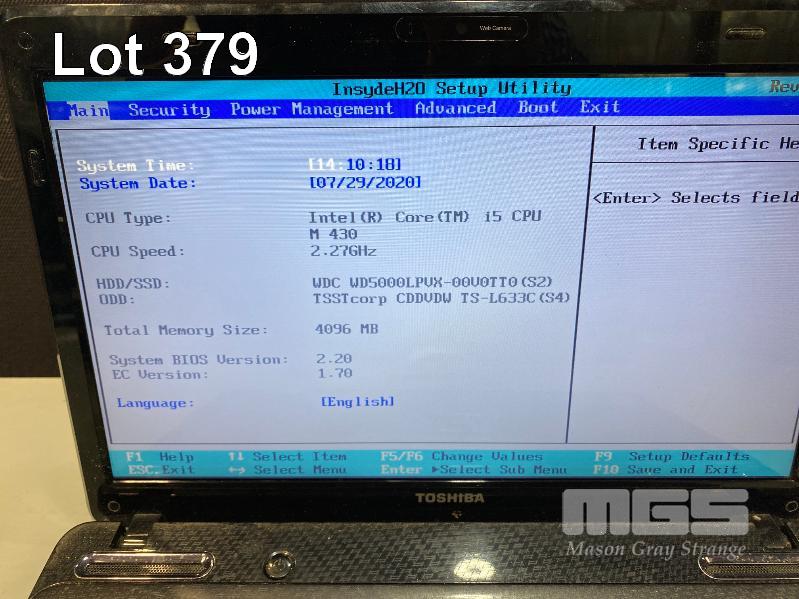 Web Camera
Lot 379
InsydeH2O Setup Utility Rev
Main Security Power Management Advanced Boot Exit
Item Specific He
System Time: [14:10:18]
System Date: [07/29/2020]
<Enter> Selects field
CPU Type: Intel(R) Core(TM) i5 CPU
M 430
CPU Speed: 2.27GHz
HDD/SSD: WDC WD5000LPVX-00V0TT0(S2)
ODD: TSSTcorp CDDVDW TS-L633C(S4)
Total Memory Size: 4096 MB
System BIOS Version: 2.20
EC Version: 1.70
Language: [English]
F1 Help ↑↓ Select Item F5/F6 Change Values F9 Setup Defaults
ESC Exit ↔ Select Menu Enter ▶Select Sub Menu F10 Save and Exit
TOSHIBA
MGS
Mason Gray Strange